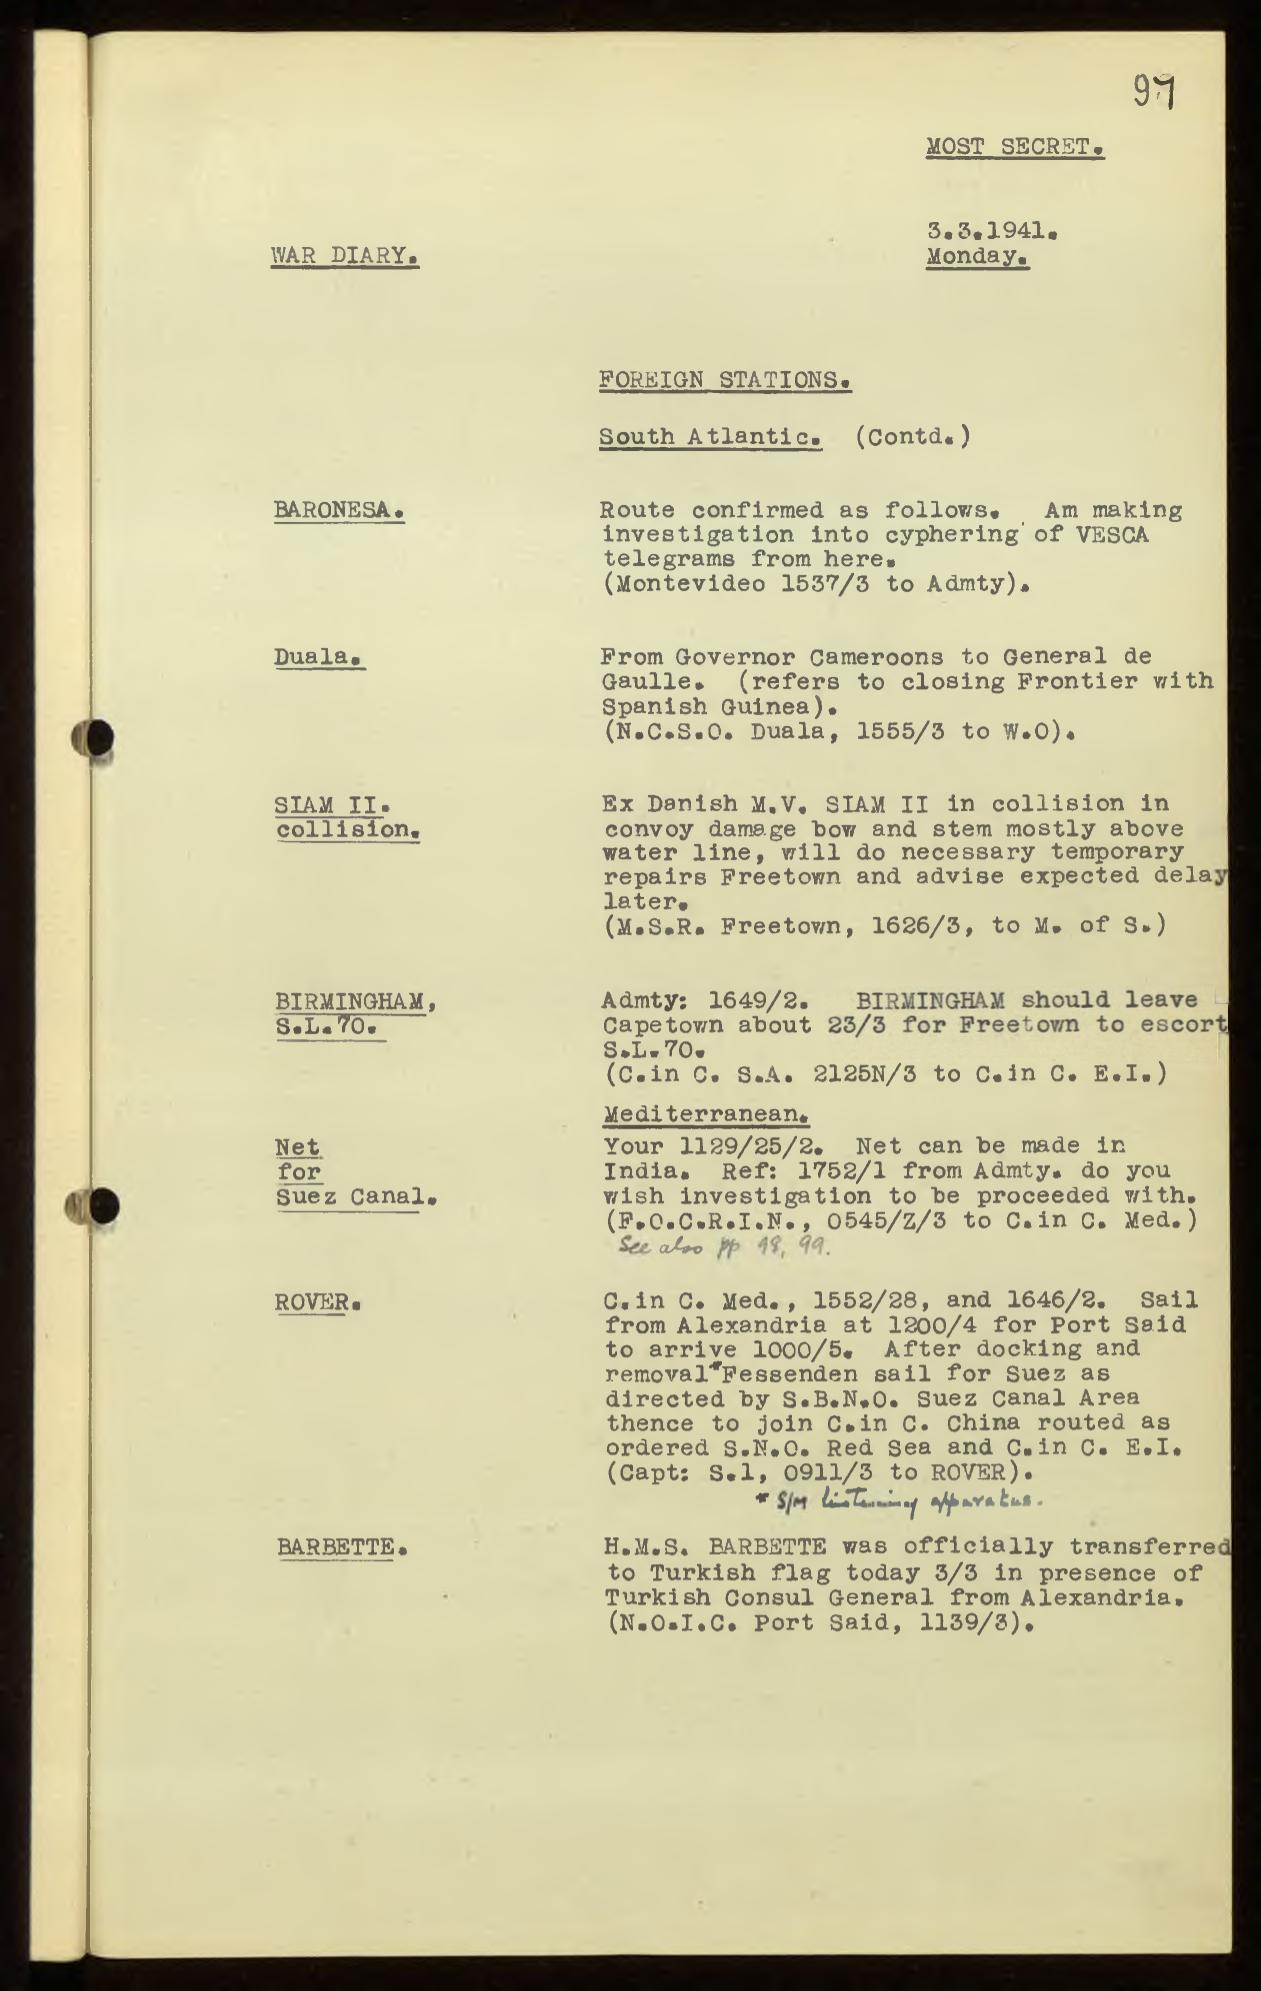 97
MOST SECRET.
3.3.1941.
WAR DIARY.
Monday.
FOREIGN STATIONS.
South Atlantic. (Contd.)
BARONESA.
Route confirmed as follows. Am making
investigation into cyphering of VESCA
telegrams from here.
(Montevideo 1537/3 to Admty).
Duala.
From Governor Cameroons to General de
Gaulle. (refers to closing Frontier with
Spanish Guinea).
(N.C.S.O. Duala, 1555/3 to W.O).
SIAM II.
collision.
Ex Danish M.V. SIAM II in collision in
convoy damage bow and stem mostly above
water line, will do necessary temporary
repairs Freetown and advise expected delay
later.
(M.S.R. Freetown, 1626/3, to M. of S.)
BIRMINGHAM,
S.L.70.
Admty: 1649/2. BIRMINGHAM should leave
Capetown about 23/3 for Freetown to escort
S.L.70.
(C.in C. S.A. 2125N/3 to C.in C. E.I.)
Mediterranean.
Net
for
Suez Canal.
Your 1129/25/2. Net can be made in
India. Ref: 1752/1 from Admty. do you
wish investigation to be proceeded with.
(F.O.C.R.I.N., 0545/Z/3 to C.in C. Med.)
See also pp 98, 99.
ROVER.
C.in C. Med., 1552/28, and 1646/2. Sail
from Alexandria at 1200/4 for Port Said
to arrive 1000/5. After docking and
removal*Fessenden sail for Suez as
directed by S.B.N.O. Suez Canal Area
thence to join C.in C. China routed as
ordered S.N.O. Red Sea and C.in C. E.I.
(Capt: S.1, 0911/3 to ROVER).
* S/M listening apparatus.
BARBETTE.
H.M.S. BARBETTE was officially transferred
to Turkish flag today 3/3 in presence of
Turkish Consul General from Alexandria.
(N.O.I.C. Port Said, 1139/3).